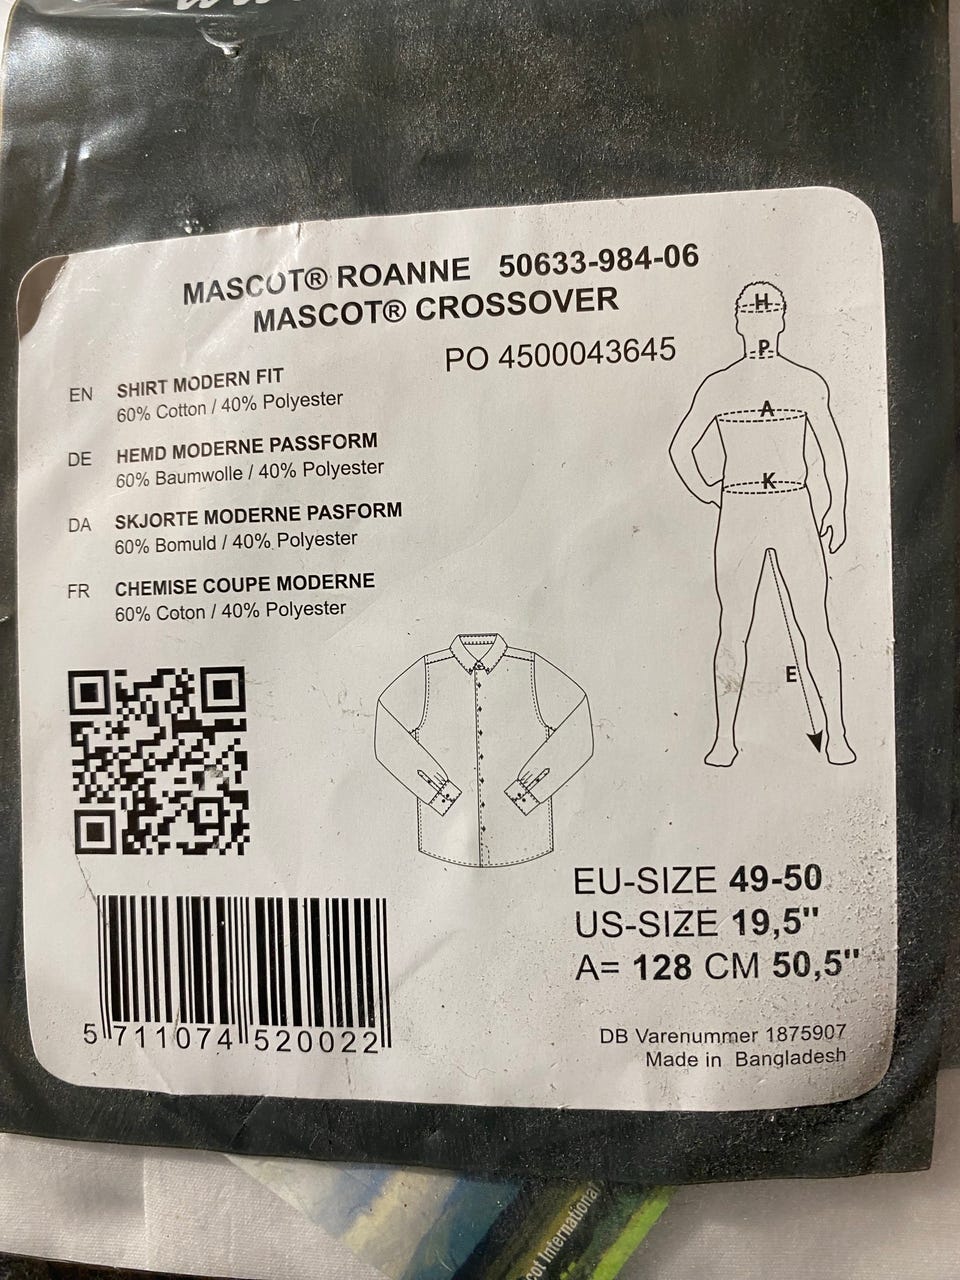 MASCOT® ROANNE 50633-984-06
MASCOT® CROSSOVER
PO 4500043645
EN SHIRT MODERN FIT
60% Cotton / 40% Polyester
DE HEMD MODERNE PASSFORM
60% Baumwolle / 40% Polyester
DA SKJORTE MODERNE PASFORM
60% Bomuld / 40% Polyester
FR CHEMISE COUPE MODERNE
60% Coton / 40% Polyester
H
P
A
K
E
EU-SIZE 49-50
US-SIZE 19,5"
A= 128 CM 50,5"
5 711074 520022
DB Varenummer 1875907
Made in Bangladesh
cot International